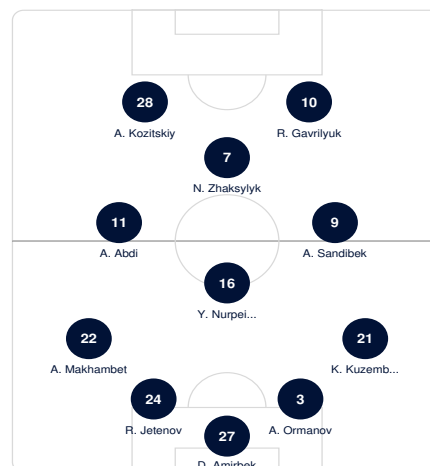 28 10
A. Kozitskiy R. Gavrilyuk
7
N. Zhaksylyk
11 9
A. Abdi A. Sandibek
16
Y. Nurpei...
22 21
A. Makhambet K. Kuzemb...
24 3
R. Jetenov A. Ormanov
27
D. Amirbek